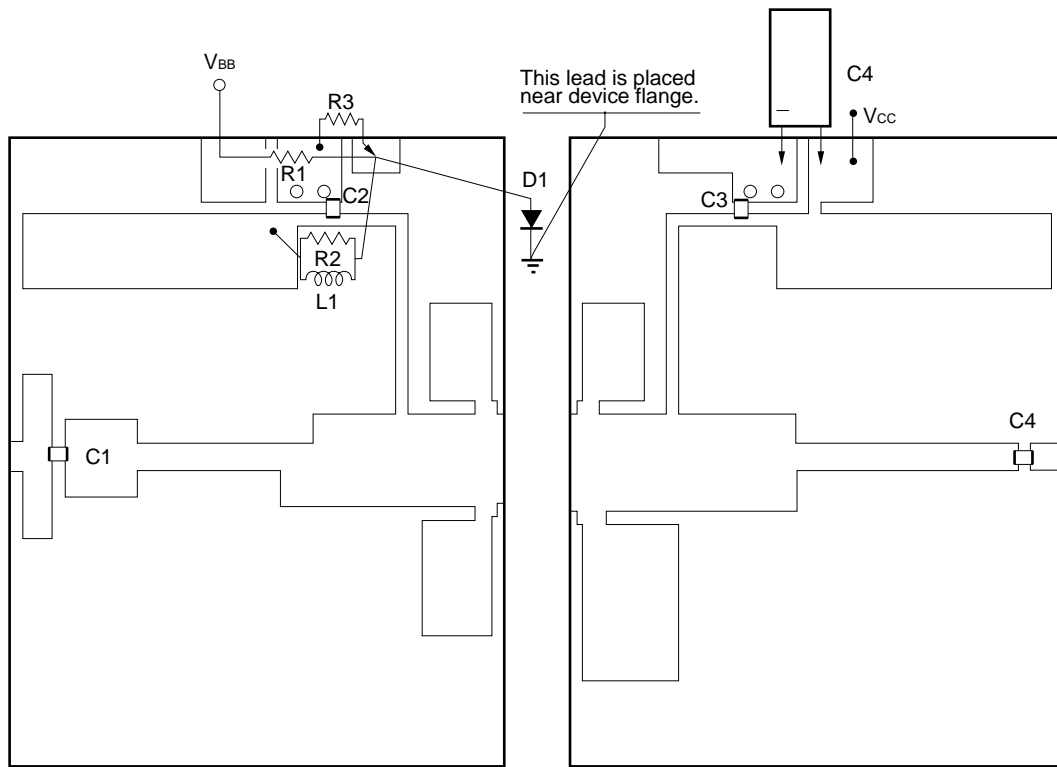 VBB
R3
This lead is placed
near device flange.
C4
VCC
R1
C2
D1
C3
R2
L1
C1
C4